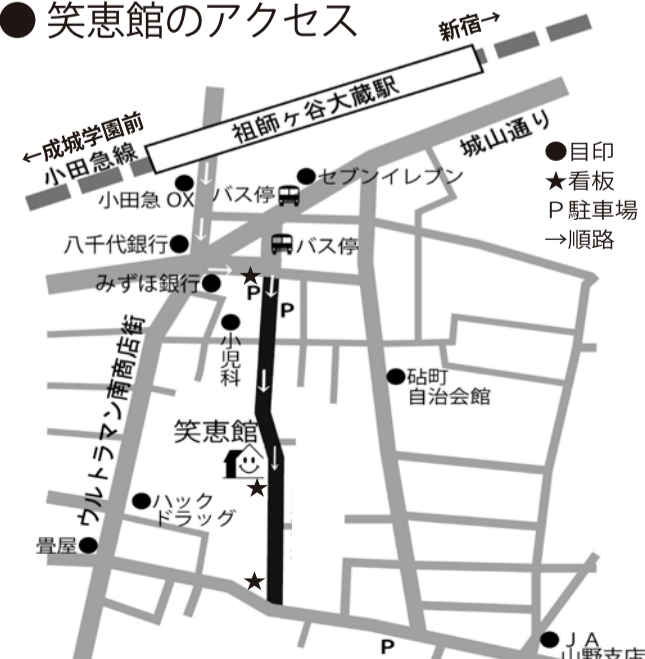 ● 笑恵館のアクセス
新宿→
祖師ヶ谷大蔵駅
←成城学園前
小田急線
城山通り
●目印
★看板
P 駐車場
→順路
セブンイレブン
バス停
小田急 OX
八千代銀行
バス停
みずほ銀行
P
P
小児科
ウルトラマン南商店街
砧町
自治会館
笑恵館
ハック
ドラッグ
畳屋
P
JA
山野支店